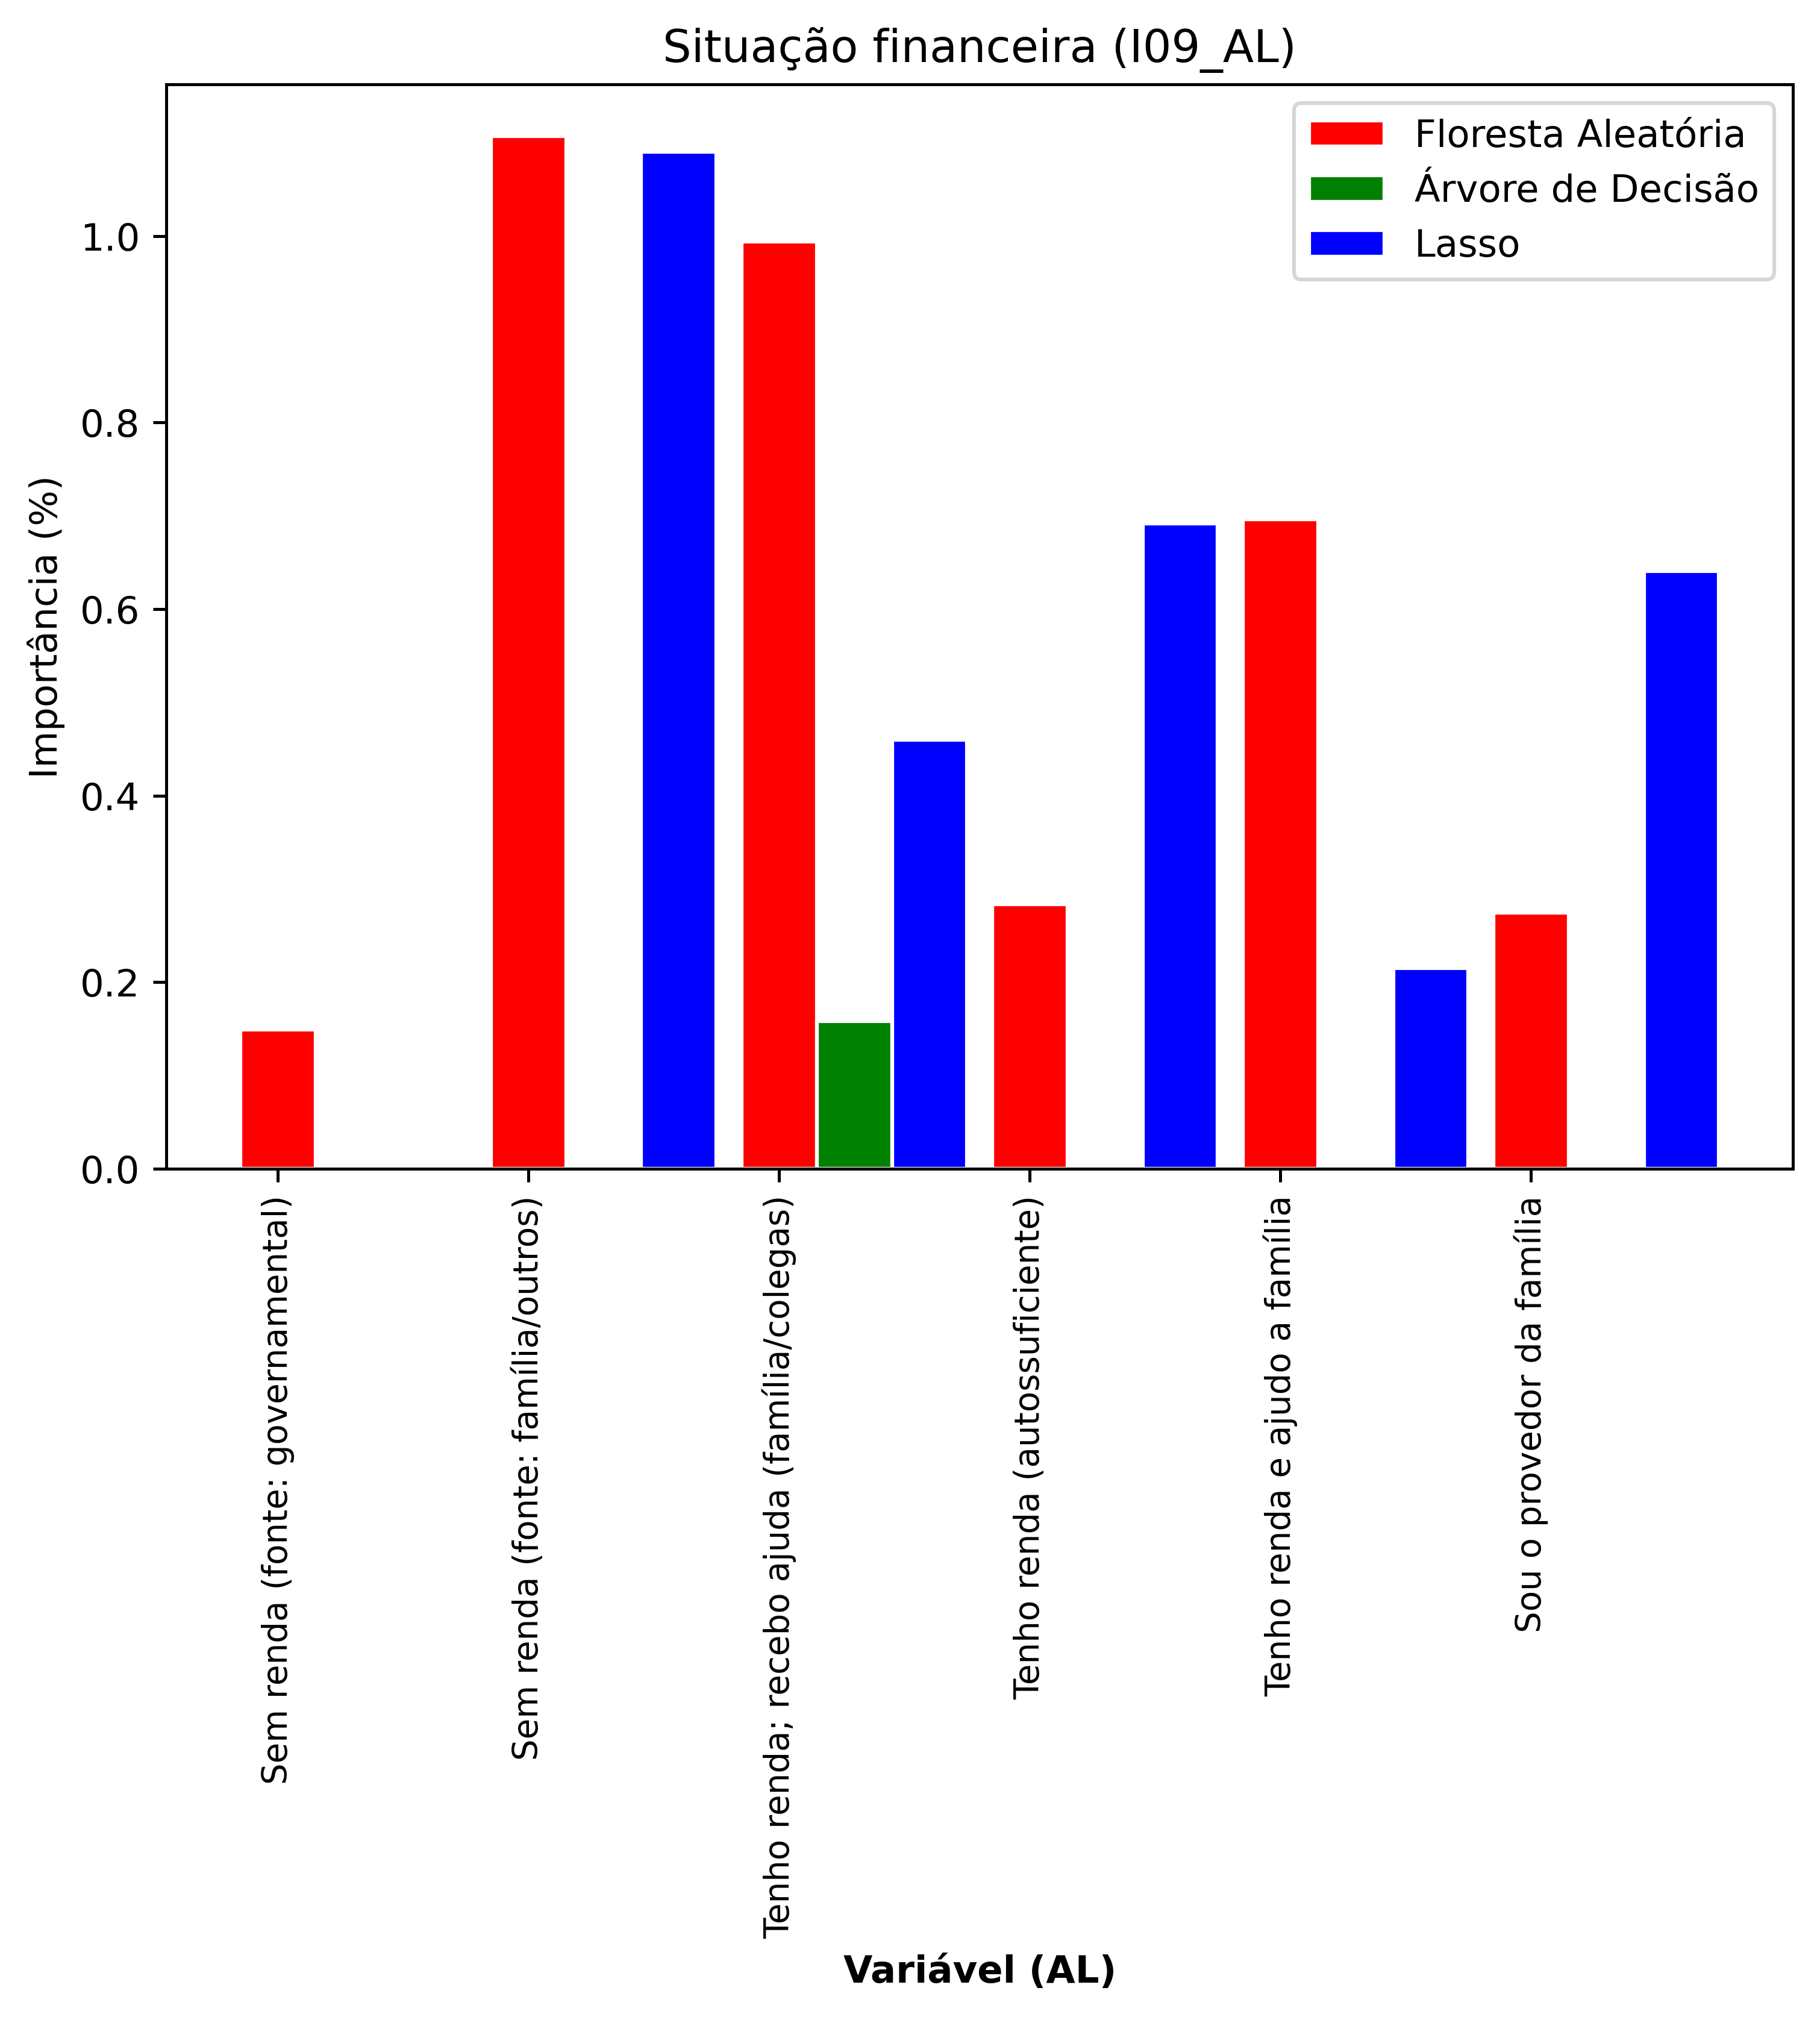 Situação financeira (I09_AL)
Floresta Aleatória
Árvore de Decisão
Lasso
Importância (%)
1.0
0.8
0.6
0.4
0.2
0.0
Sem renda (fonte: governamental)
Sem renda (fonte: família/outros)
Tenho renda; recebo ajuda (família/colegas)
Tenho renda (autossuficiente)
Tenho renda e ajudo a família
Sou o provedor da família
Variável (AL)